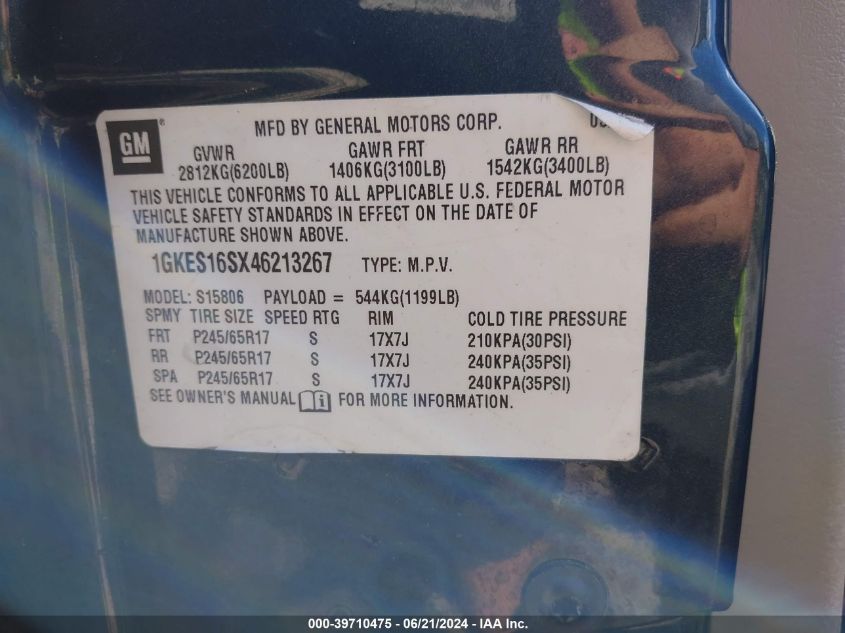 GM ®
MFD BY GENERAL MOTORS CORP.
GVWR GAWR FRT GAWR RR
2812KG(6200LB) 1406KG(3100LB) 1542KG(3400LB)
THIS VEHICLE CONFORMS TO ALL APPLICABLE U.S. FEDERAL MOTOR
VEHICLE SAFETY STANDARDS IN EFFECT ON THE DATE OF
MANUFACTURE SHOWN ABOVE.
1GKES16SX46213267 TYPE: M.P.V.
MODEL: S15806 PAYLOAD = 544KG(1199LB)
SPMY TIRE SIZE SPEED RTG RIM COLD TIRE PRESSURE
FRT P245/65R17 S 17X7J 210KPA(30PSI)
RR P245/65R17 S 17X7J 240KPA(35PSI)
SPA P245/65R17 S 17X7J 240KPA(35PSI)
SEE OWNER'S MANUAL FOR MORE INFORMATION.
000-39710475 - 06/21/2024 - IAA Inc.